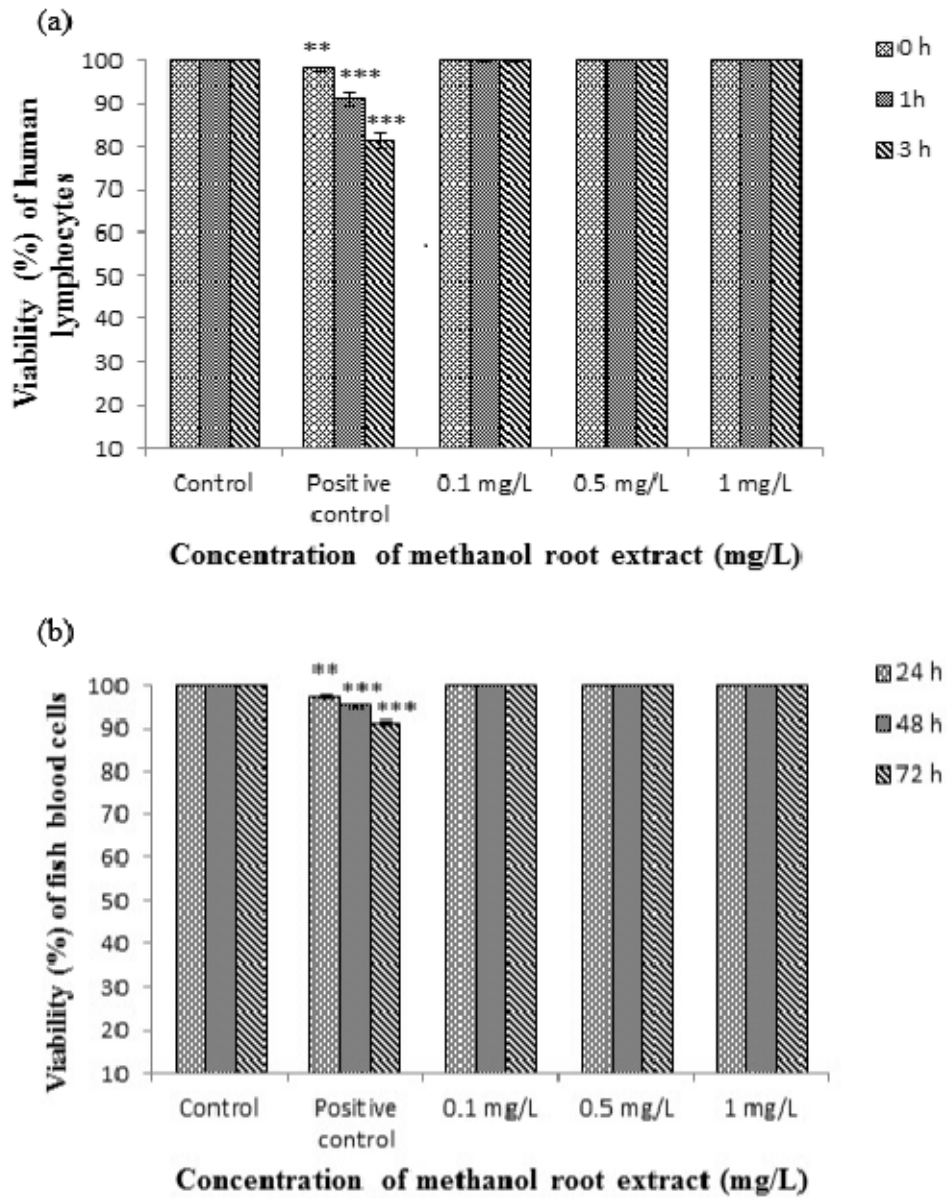 (a)
Viability (%) of human
lymphocytes
100
90
80
70
60
50
40
30
20
10
**
***
***
0 h
1h
3 h
Control
Positive
control
0.1 mg/L
0.5 mg/L
1 mg/L
Concentration of methanol root extract (mg/L)
(b)
Viability (%) of fish blood cells
100
90
80
70
60
50
40
30
20
10
**
***
***
24 h
48 h
72 h
Control
Positive
control
0.1 mg/L
0.5 mg/L
1 mg/L
Concentration of methanol root extract (mg/L)